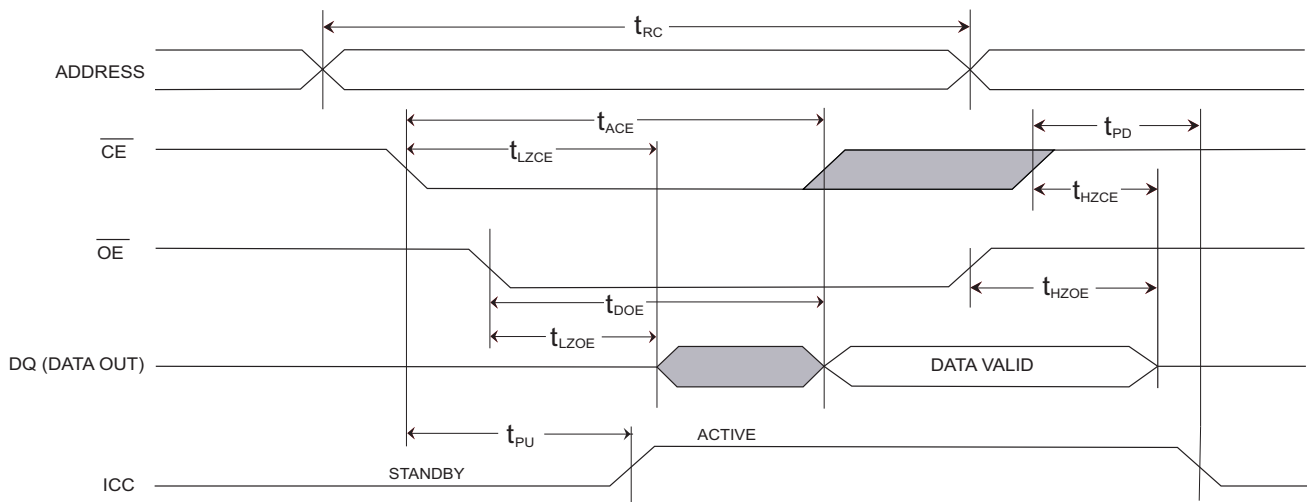 tRC
ADDRESS
tACE
tPD
CE
tLZCE
tHZCE
OE
tHZOE
tDOE
tLZOE
DQ (DATA OUT)
DATA VALID
tPU
ACTIVE
STANDBY
ICC